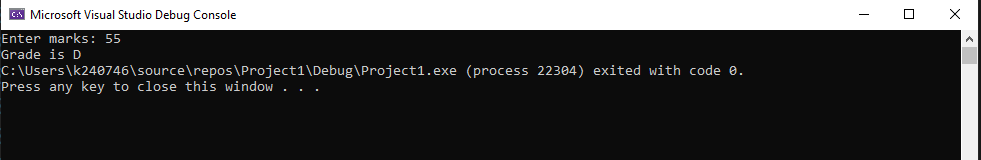 Microsoft Visual Studio Debug Console
Enter marks: 55
Grade is D
C:\Users\k240746\source\repos\Project1\Debug\Project1.exe (process 22304) exited with code 0.
Press any key to close this window . . .